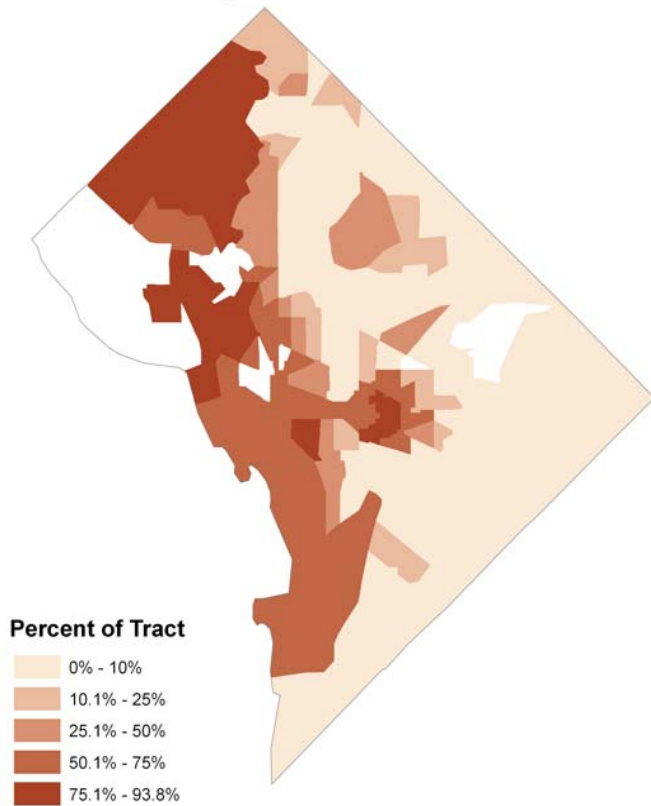 Percent of Tract
0% - 10%
10.1% - 25%
25.1% - 50%
50.1% - 75%
75.1% - 93.8%